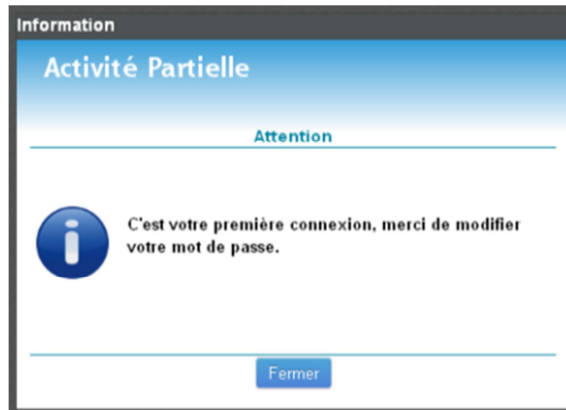 Information
Activité Partielle
Attention
C'est votre première connexion, merci de modifier
votre mot de passe.
Fermer